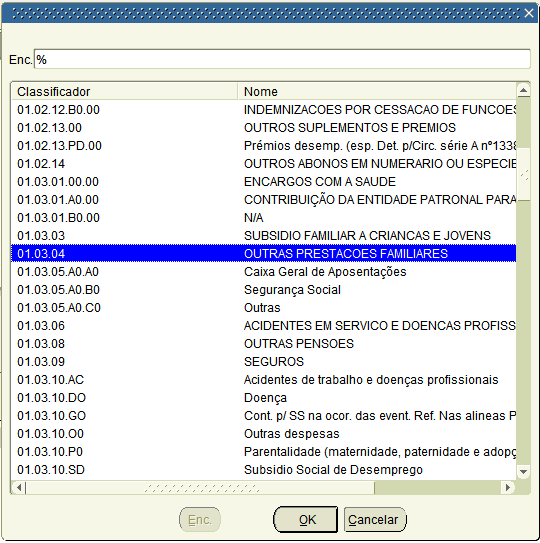 Enc. %
Classificador Nome
01.02.12.B0.00 INDEMNIZACOES POR CESSACAO DE FUNCOES
01.02.13.00 OUTROS SUPLEMENTOS E PREMIOS
01.02.13.PD.00 Prémios desemp. (esp. Det. p/Circ. série A nº1338
01.02.14 OUTROS ABONOS EM NUMERARIO OU ESPECIE
01.03.01.00.00 ENCARGOS COM A SAUDE
01.03.01.A0.00 CONTRIBUIÇÃO DA ENTIDADE PATRONAL PARA
01.03.01.B0.00 N/A
01.03.03 SUBSIDIO FAMILIAR A CRIANCAS E JOVENS
01.03.04 OUTRAS PRESTACOES FAMILIARES
01.03.05.A0.A0 Caixa Geral de Aposentações
01.03.05.A0.B0 Segurança Social
01.03.05.A0.C0 Outras
01.03.06 ACIDENTES EM SERVICO E DOENCAS PROFISS
01.03.08 OUTRAS PENSOES
01.03.09 SEGUROS
01.03.10.AC Acidentes de trabalho e doenças profissionais
01.03.10.DO Doença
01.03.10.GO Cont. p/ SS na ocor. das event. Ref. Nas alineas P
01.03.10.O0 Outras despesas
01.03.10.P0 Parentalidade (maternidade, paternidade e adopç
01.03.10.SD Subsidio Social de Desemprego
Enc. OK Cancelar